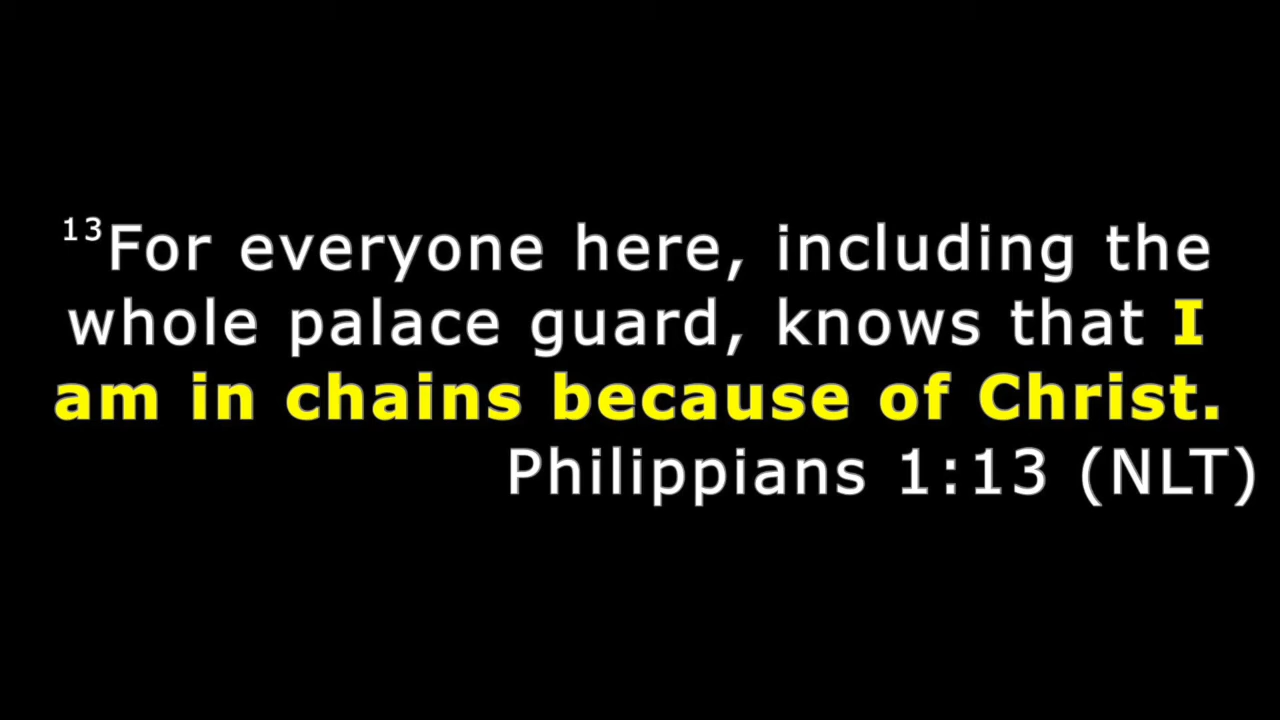 13For everyone here, including the
whole palace guard, knows that I
am in chains because of Christ.
Philippians 1:13 (NLT)